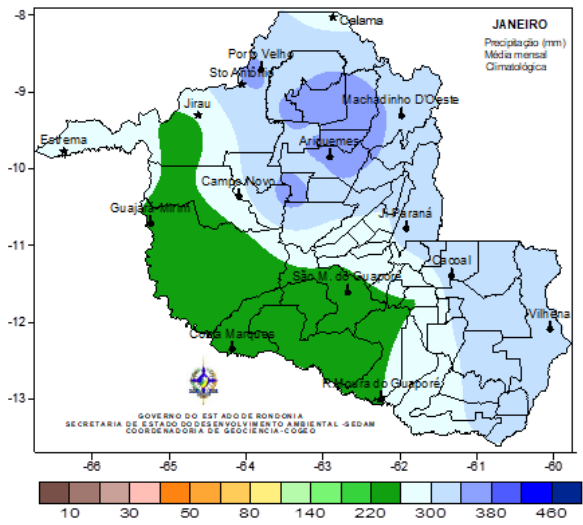 JANEIRO
Precipitação (mm)
Média mensal
Climatológica
-8
-9
-10
-11
-12
-13
Calama
Porto Velho
Sto Antônio
Machadinho D'Oeste
Jirau
Extrema
Ariquemes
Campo Novo
Guajará-Mirim
Ji-Paraná
Cacoal
São M. do Guaporé
Vilhena
Costa Marques
P.Moura do Guaporé
GOVERNO DO ESTADO DE RONDONIA
SECRETARIA DE ESTADO DO DESENVOLVIMENTO AMBIENTAL -SEDAM
COORDENADORIA DE GEOCIENCIA-COGEO
-66 -65 -64 -63 -62 -61 -60
10 30 50 80 140 220 300 380 460